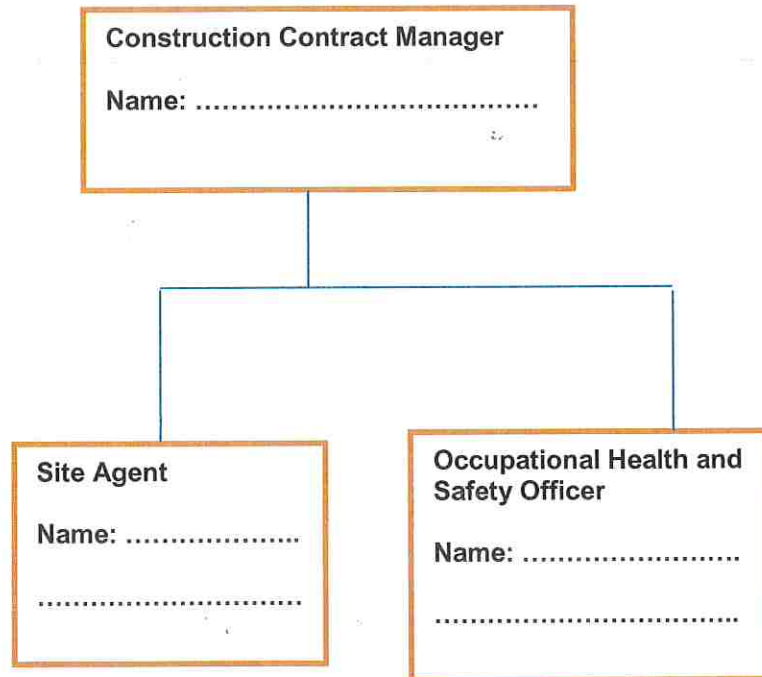 Construction Contract Manager
Name: ……………………………………
Site Agent
Name: ………………….
……………………………
Occupational Health and
Safety Officer
Name: ………………………
………………………………..